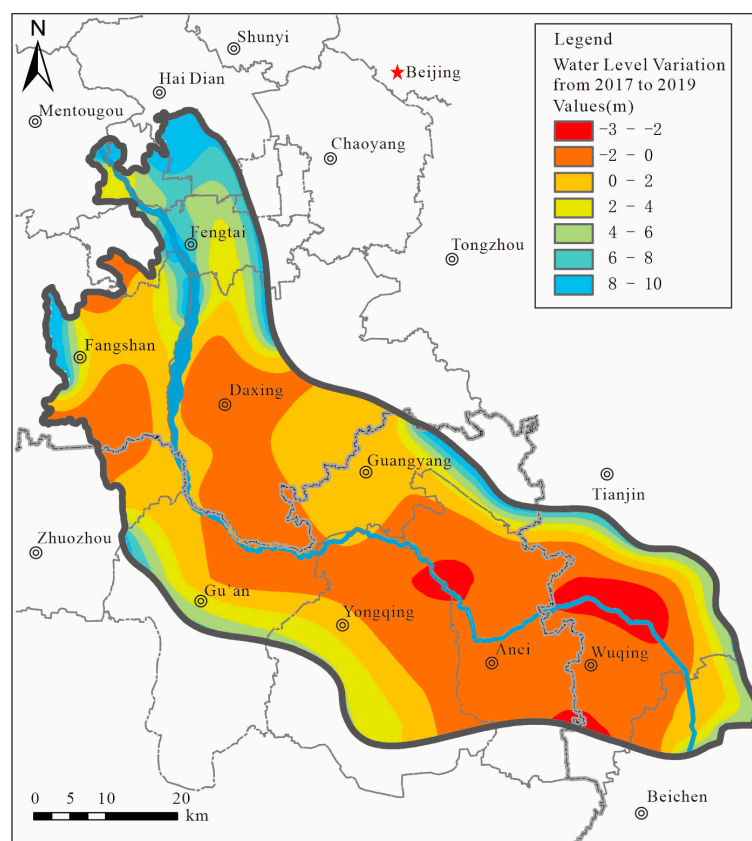 N
Shunyi
Beijing
Hai Dian
Mentougou
Chaoyang
Fengtai
Tongzhou
Fangshan
Daxing
Guangyang
Tianjin
Zhuozhou
Gu'an
Yongqing
Anci
Wuqing
Beichen
Legend
Water Level Variation
from 2017 to 2019
Values(m)
-3 - -2
-2 - 0
0 - 2
2 - 4
4 - 6
6 - 8
8 - 10
0 5 10 20
km